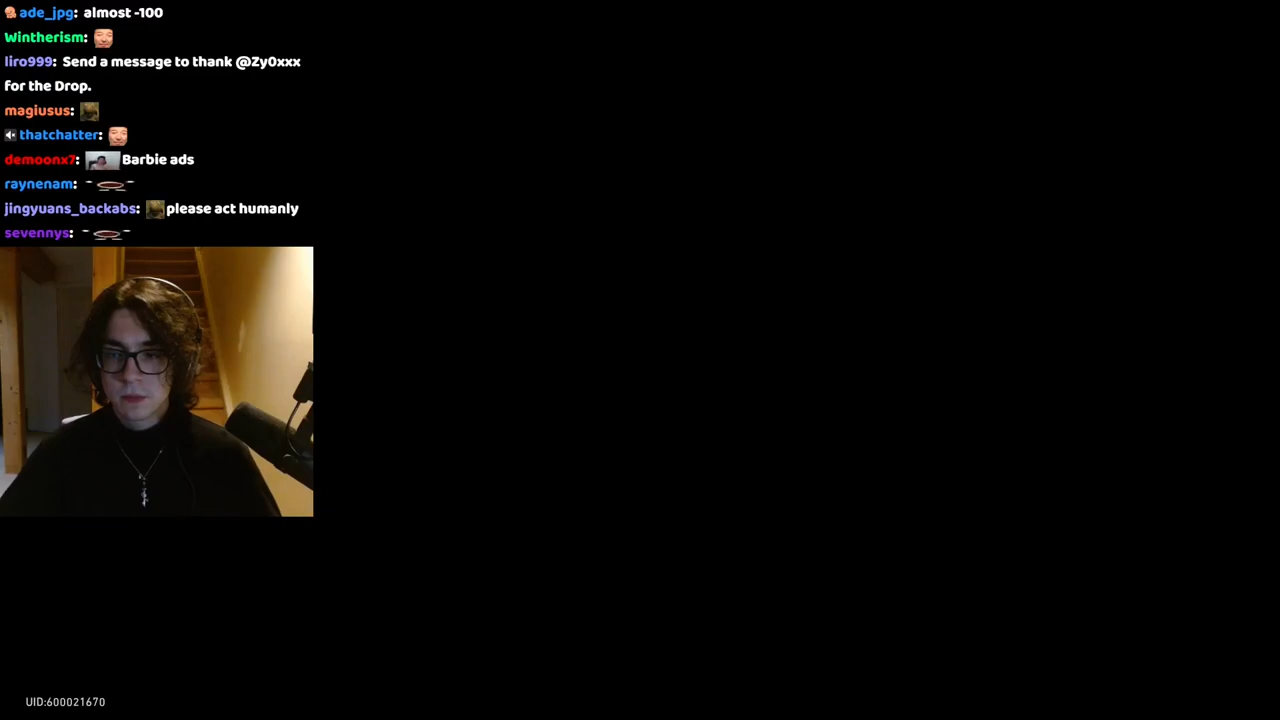 ade_jpg: almost -100
Wintherism:
liro999: Send a message to thank @Zy0xxx
for the Drop.
magiusus:
thatchatter:
demoonx7: Barbie ads
raynenam:
jingyuans_backabs: please act humanly
sevennys:
UID:600021670